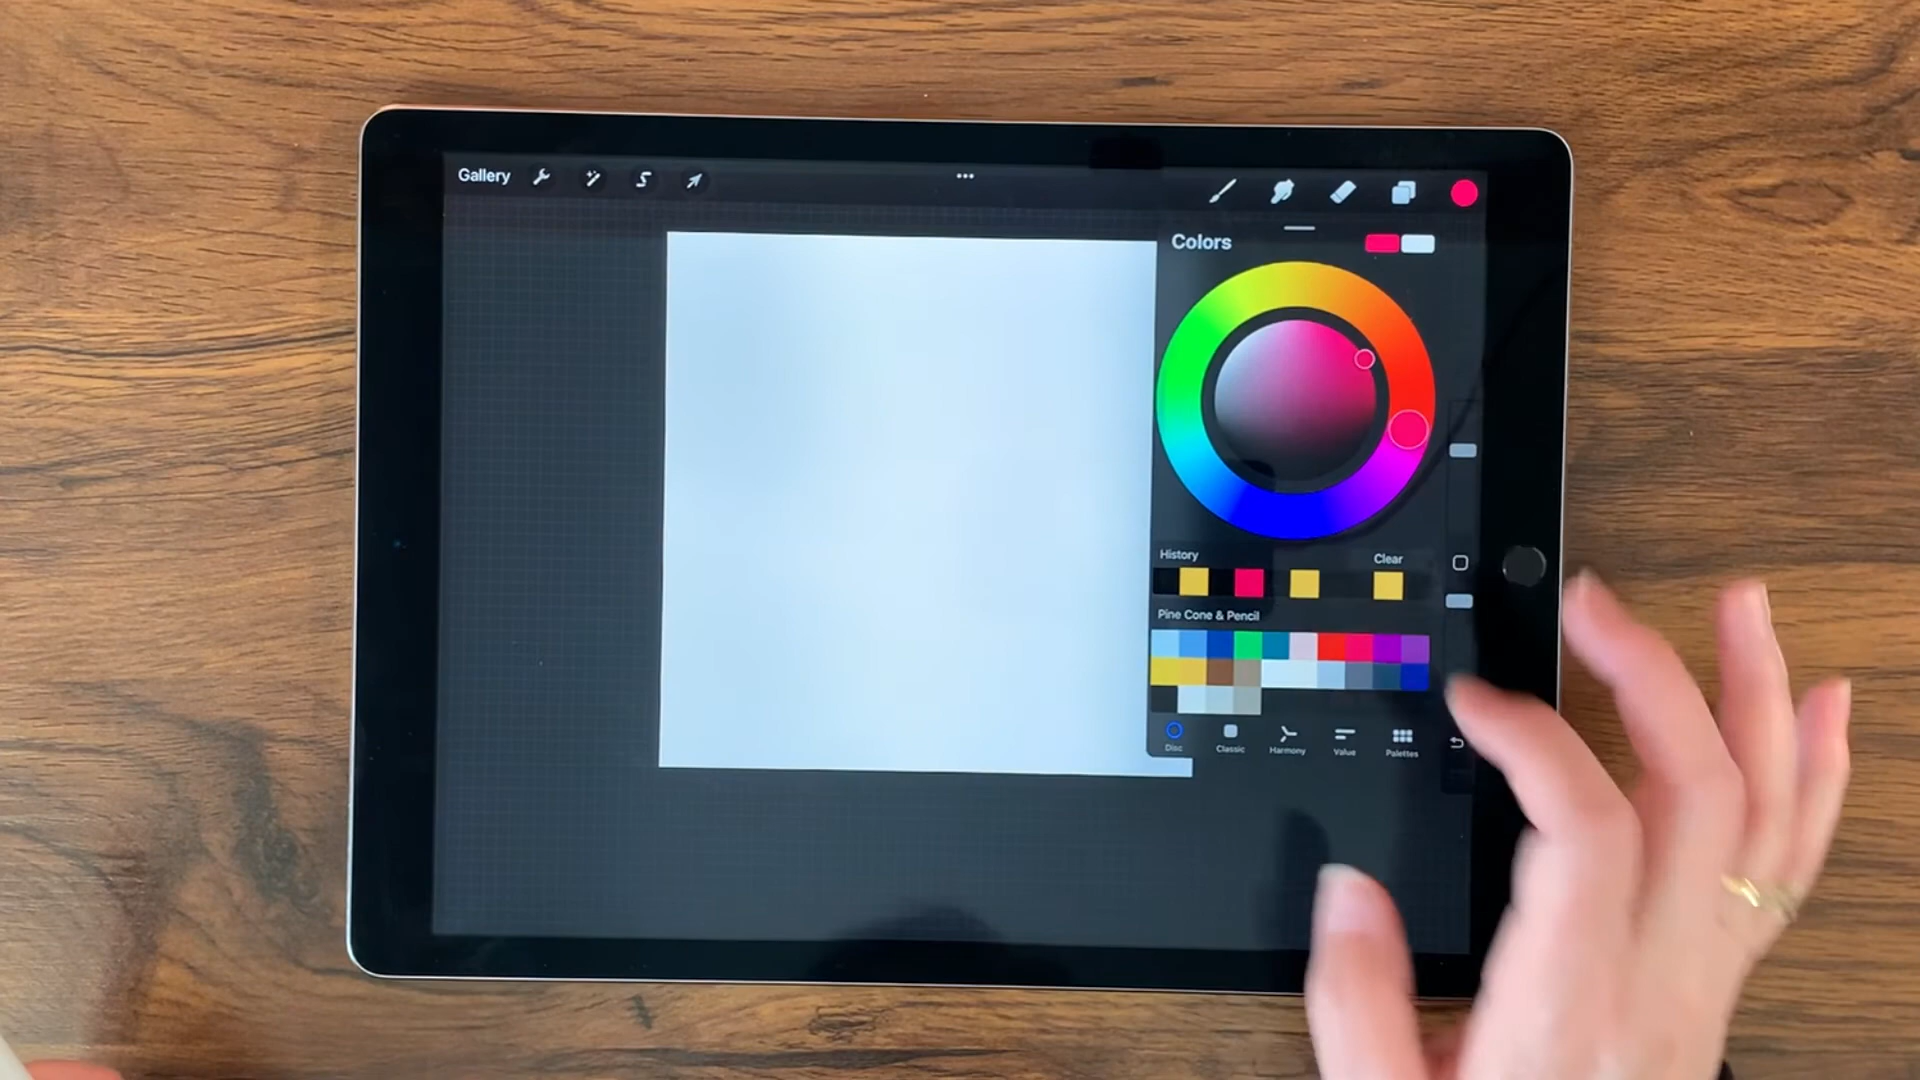 Gallery
Colors
History Clear
Pine Cone & Pencil
Disc Classic Harmony Value Palettes